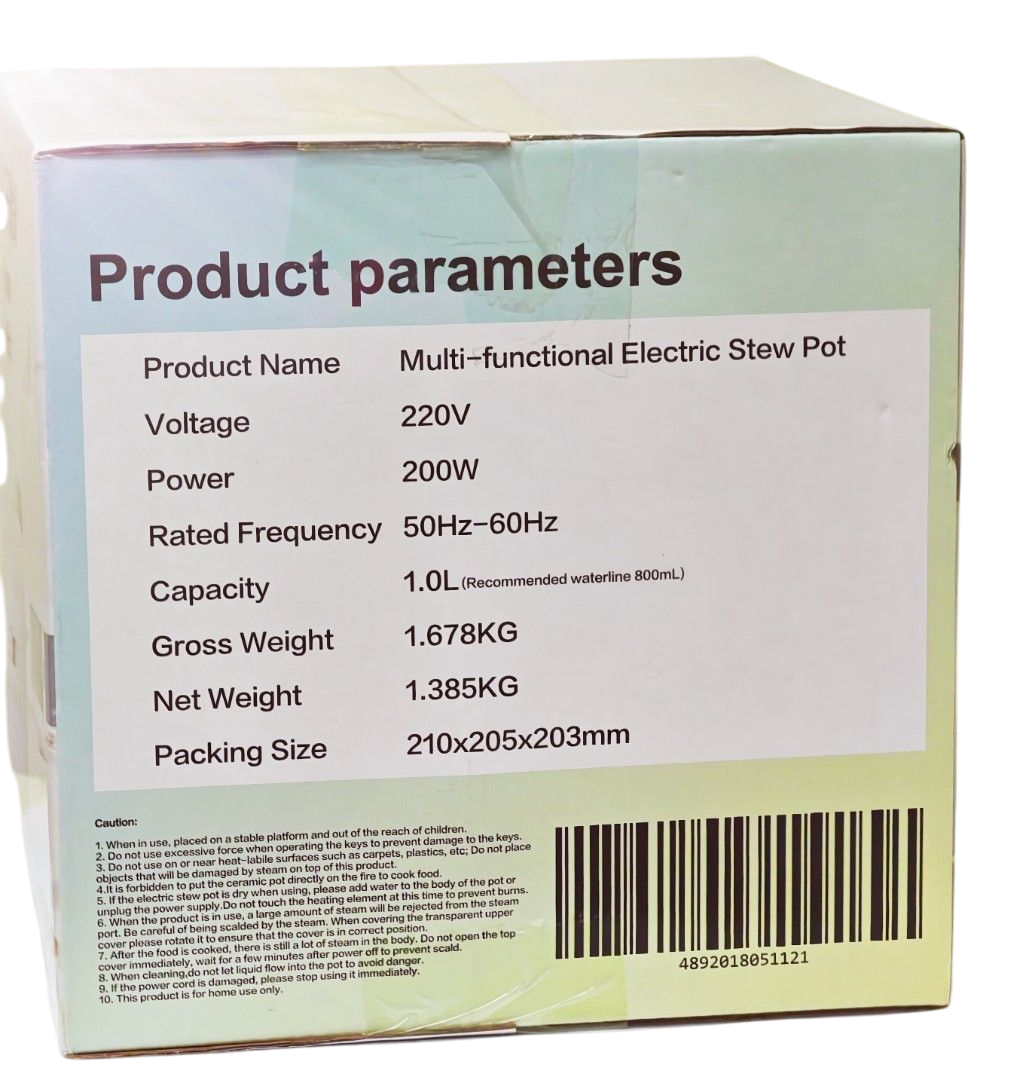 Product parameters
Product Name Multi-functional Electric Stew Pot
Voltage 220V
Power 200W
Rated Frequency 50Hz-60Hz
Capacity 1.0L (Recommended waterline 800mL)
Gross Weight 1.678KG
Net Weight 1.385KG
Packing Size 210x205x203mm
Caution:
1. When in use, placed on a stable platform and out of the reach of children.
2. Do not use excessive force when operating the keys to prevent damage to the keys.
3. Do not use on or near heat-labile surfaces such as carpets, plastics, etc; Do not place
objects that will be damaged by steam on top of this product.
4.It is forbidden to put the ceramic pot directly on the fire to cook food.
5. If the electric stew pot is dry when using, please add water to the body of the pot or
unplug the power supply.Do not touch the heating element at this time to prevent burns.
6. When the product is in use, a large amount of steam will be rejected from the steam
port. Be careful of being scalded by the steam. When covering the transparent upper
cover please rotate it to ensure that the cover is in correct position.
7. After the food is cooked, there is still a lot of steam in the body. Do not open the top
cover immediately, wait for a few minutes after power off to prevent scald.
8. When cleaning,do not let liquid flow into the pot to avoid danger.
9. If the power cord is damaged, please stop using it immediately.
10. This product is for home use only.
4892018051121